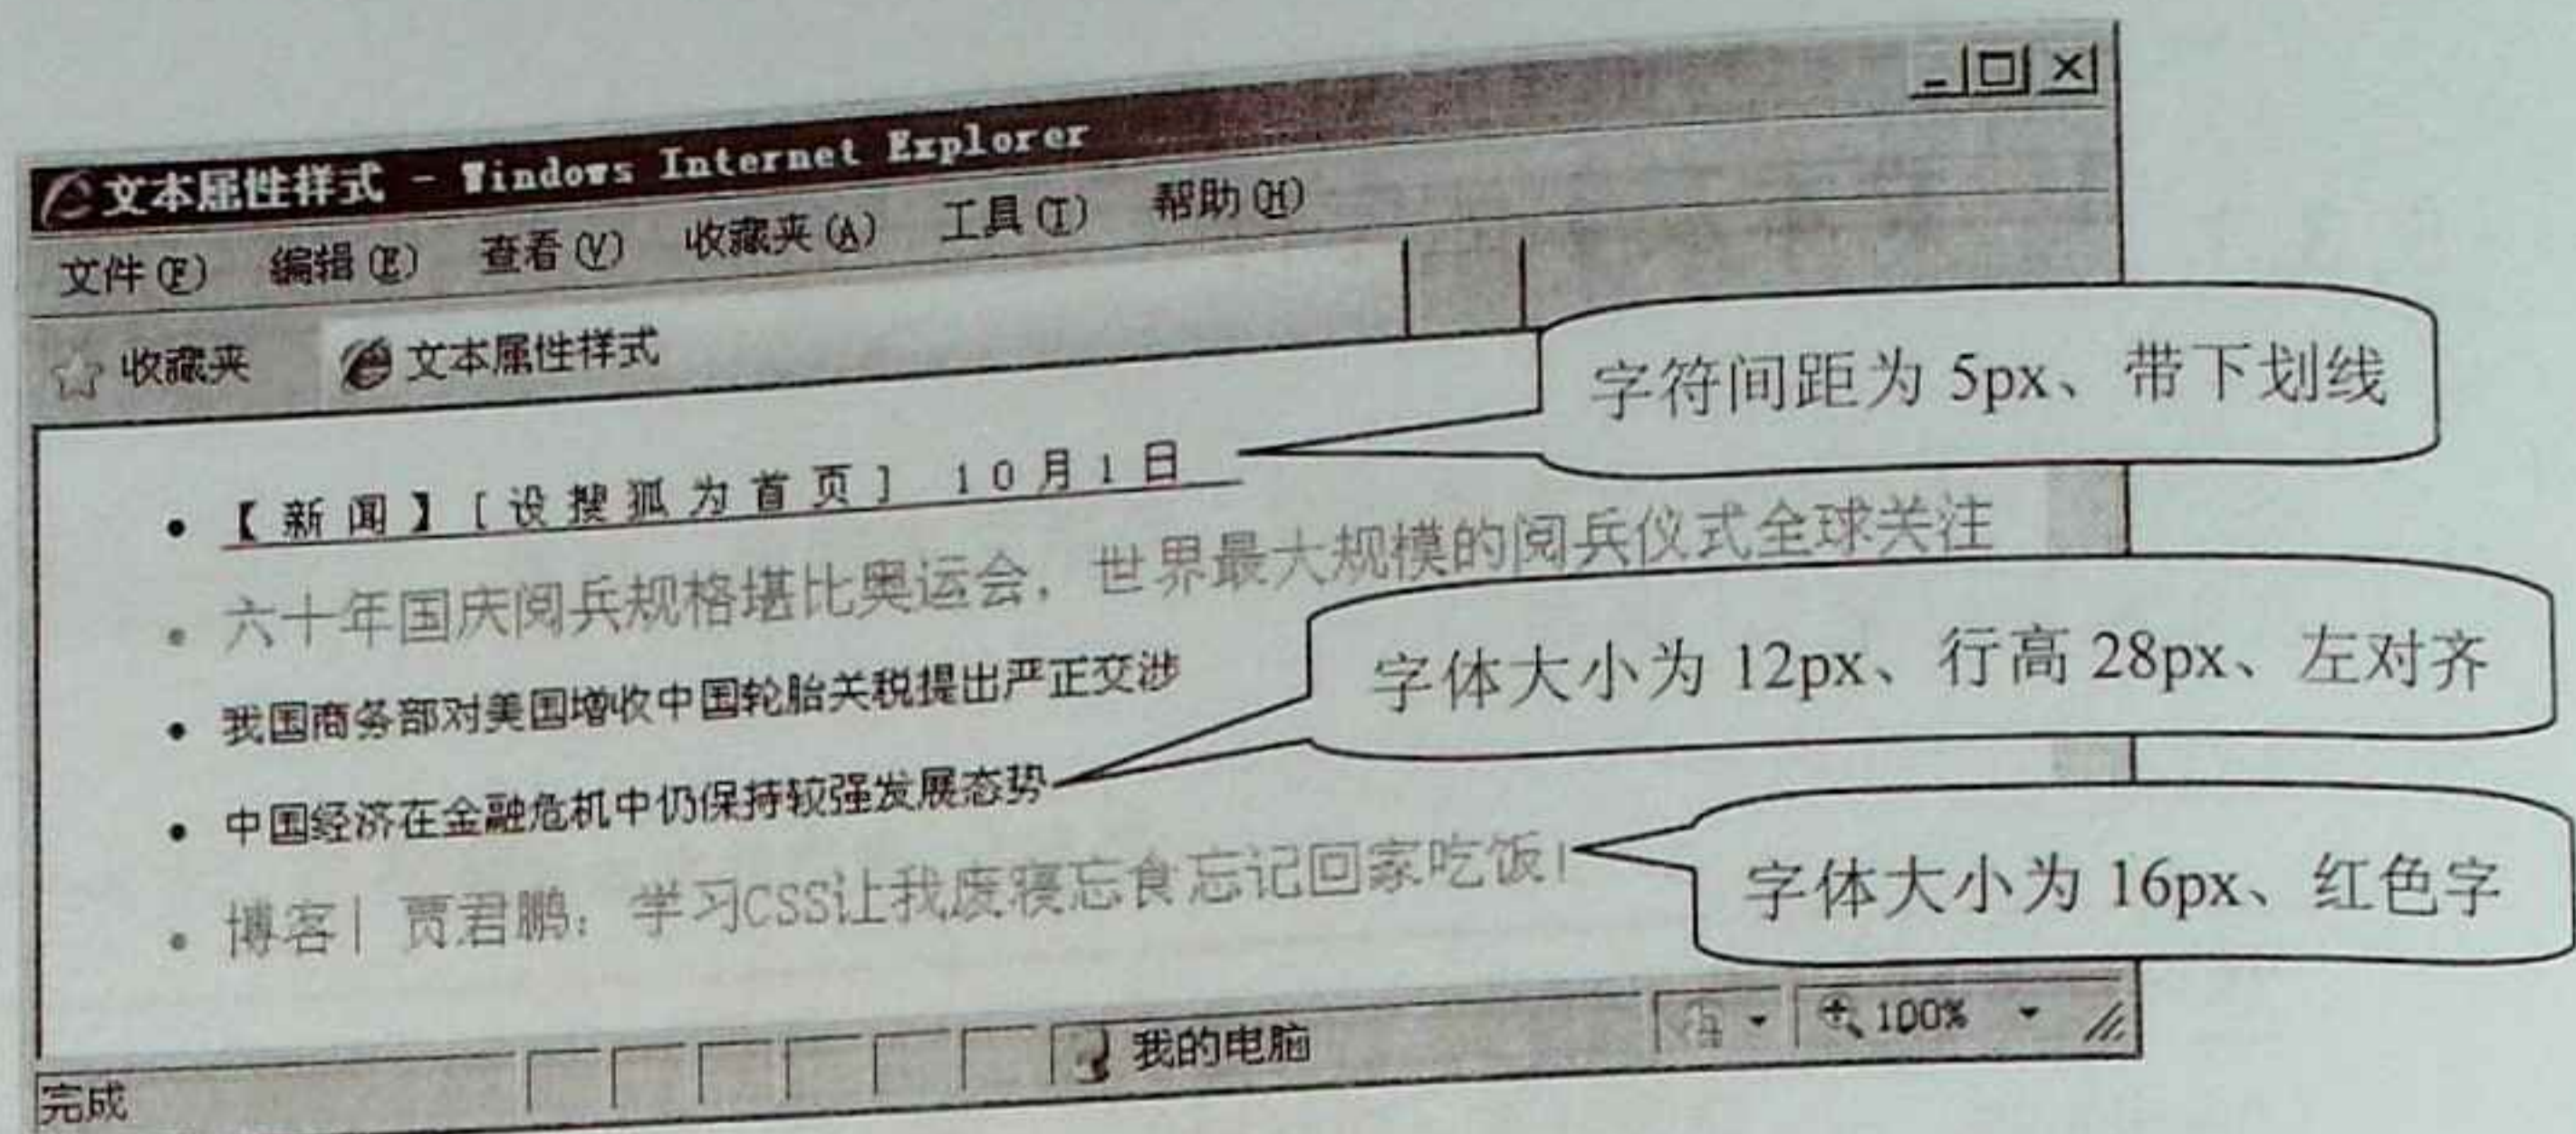 文本属性样式 - Windows Internet Explorer
文件(F) 编辑(E) 查看(V) 收藏夹(A) 工具(T) 帮助(H)
收藏夹 文本属性样式
字符间距为 5px、带下划线
【新闻】[设搜狐为首页] 10月1日
六十年国庆阅兵规格堪比奥运会，世界最大规模的阅兵仪式全球关注
字体大小为 12px、行高 28px、左对齐
我国商务部对美国增收中国轮胎关税提出严正交涉
中国经济在金融危机中仍保持较强发展态势
博客| 贾君鹏：学习CSS让我废寝忘食忘记回家吃饭!
字体大小为 16px、红色字
完成 我的电脑 100%